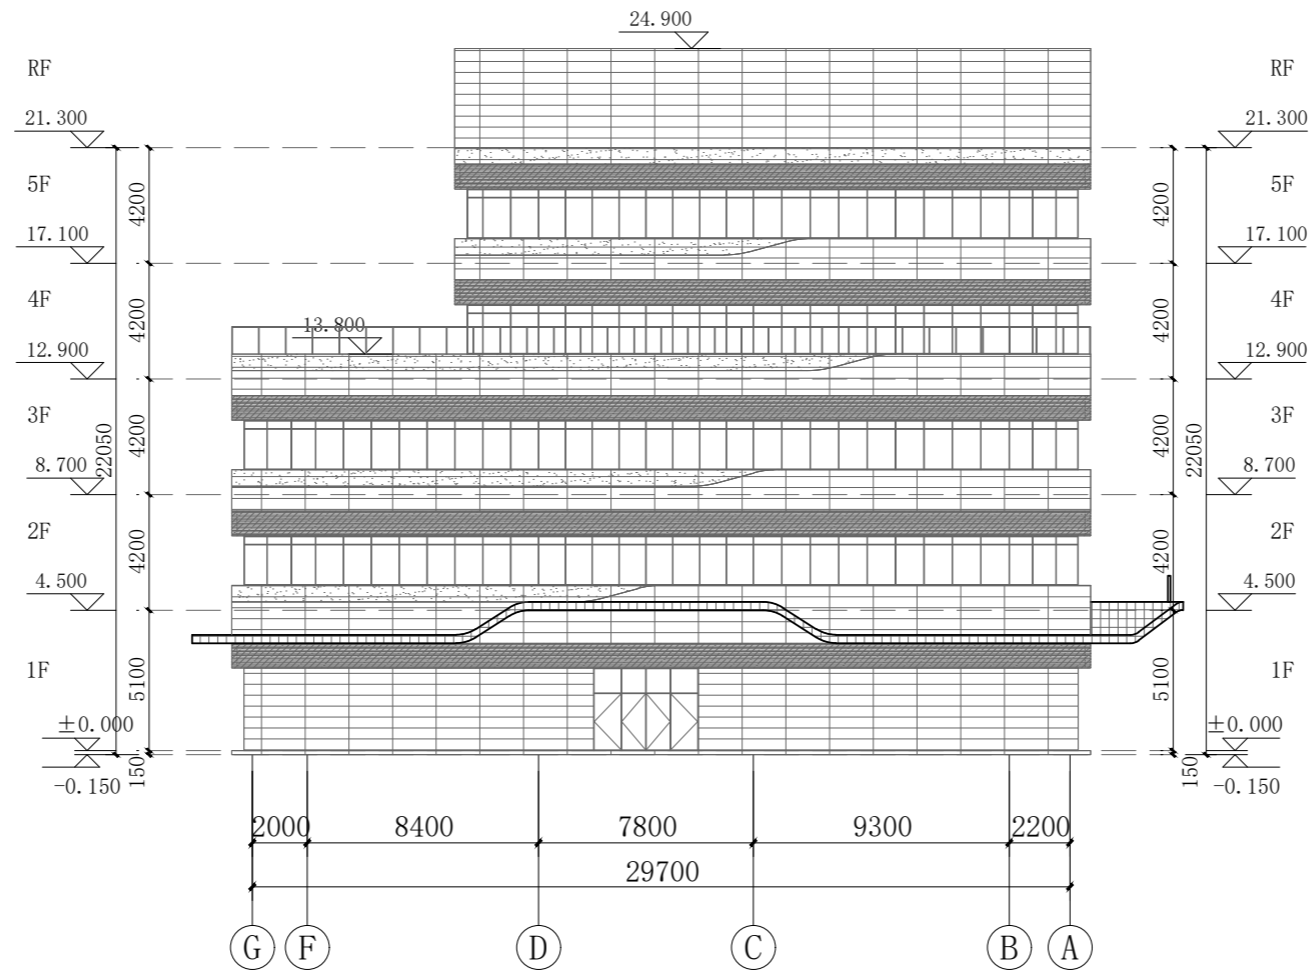 24.900
RF RF
21.300 21.300
5F 4200 4200 5F
17.100 17.100
4F 4200 4200 4F
13.800
12.900 12.900
3F 4200 4200 3F
22050 22050
8.700 8.700
2F 4200 4200 2F
4.500 4.500
1F 5100 5100 1F
±0.000 ±0.000
150 150
-0.150 -0.150
2000 8400 7800 9300 2200
29700
G F D C B A